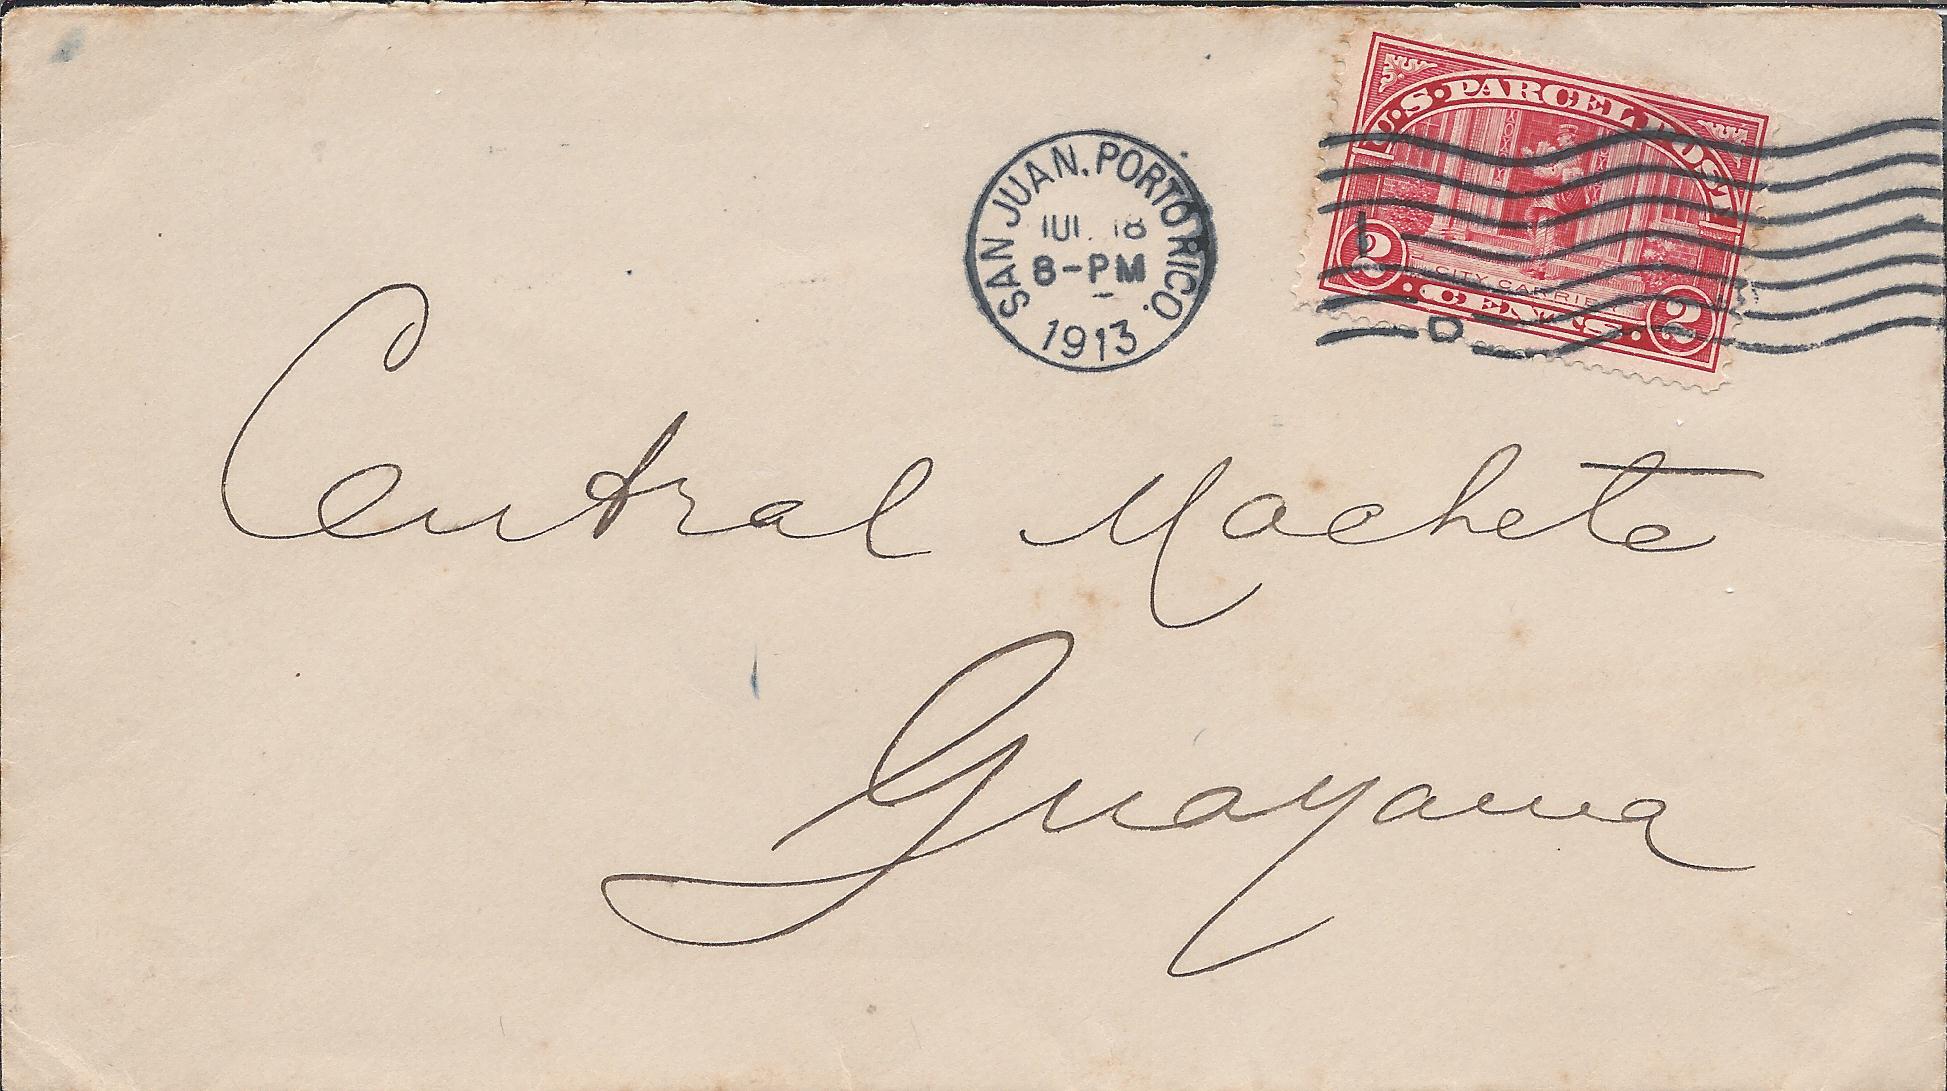 U.S. PARCEL POST
2 CITY CARRIER 2
CENTS
SAN JUAN, PORTO RICO.
JUL 18
8-PM
1913
Central Machete
Guayama